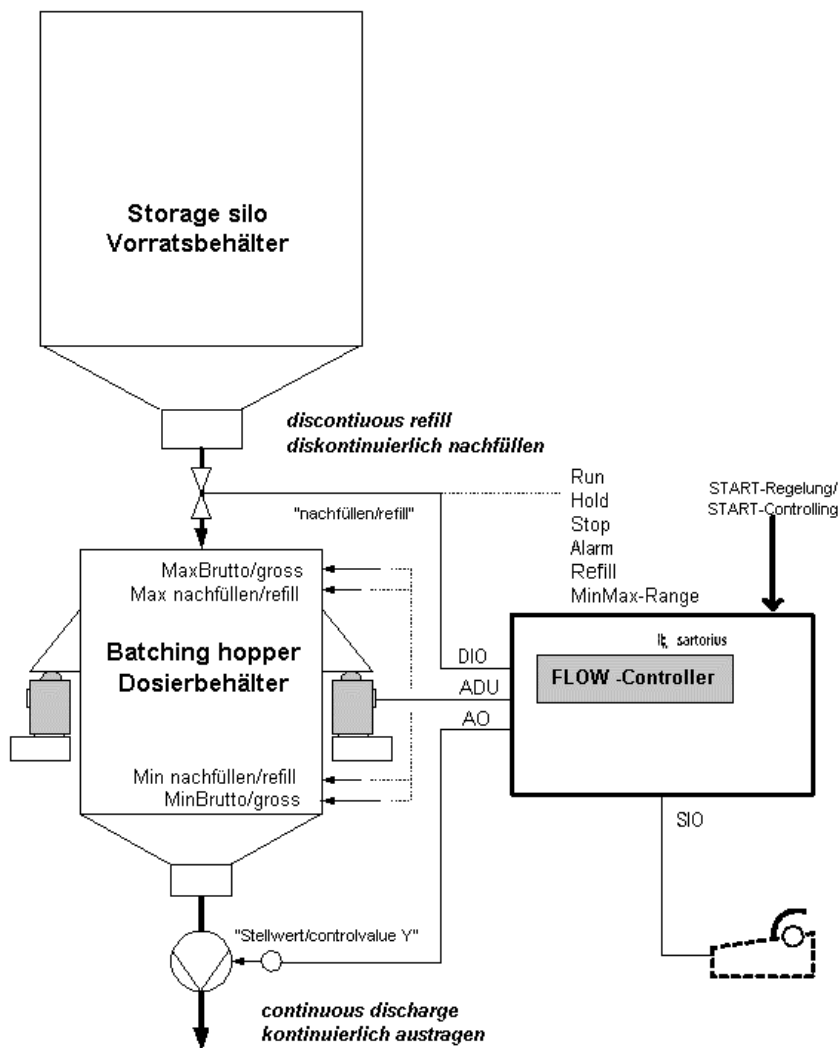 Storage silo
Vorratsbehälter
discontiuous refill
diskontinuierlich nachfüllen
"nachfüllen/refill"
Run
Hold
Stop
Alarm
Refill
MinMax-Range
START-Regelung/
START-Controlling
MaxBrutto/gross
Max nachfüllen/refill
Batching hopper
Dosierbehälter
Min nachfüllen/refill
MinBrutto/gross
DIO
ADU
AO
sartorius
FLOW -Controller
SIO
"Stellwert/controlvalue Y"
continuous discharge
kontinuierlich austragen